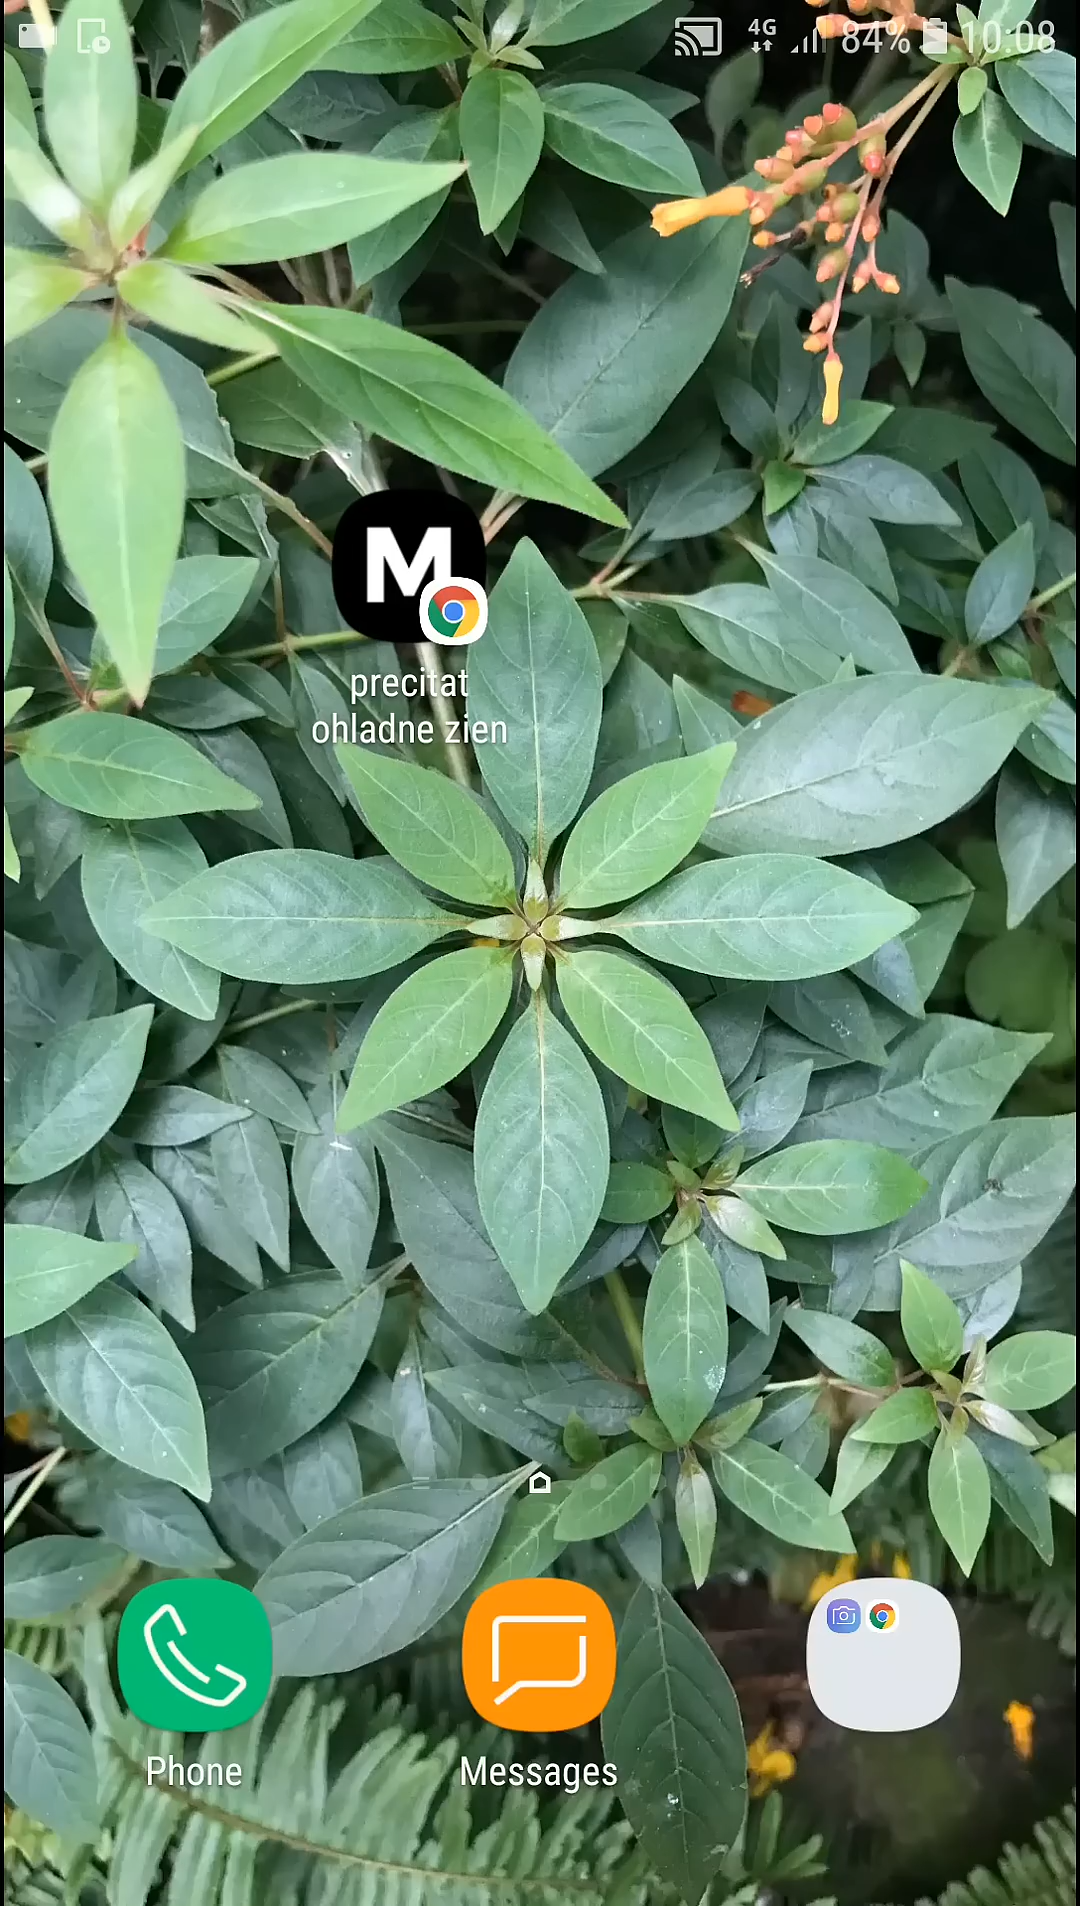 4G 84% 10:08
M
precitat
ohladne zien
Phone
Messages